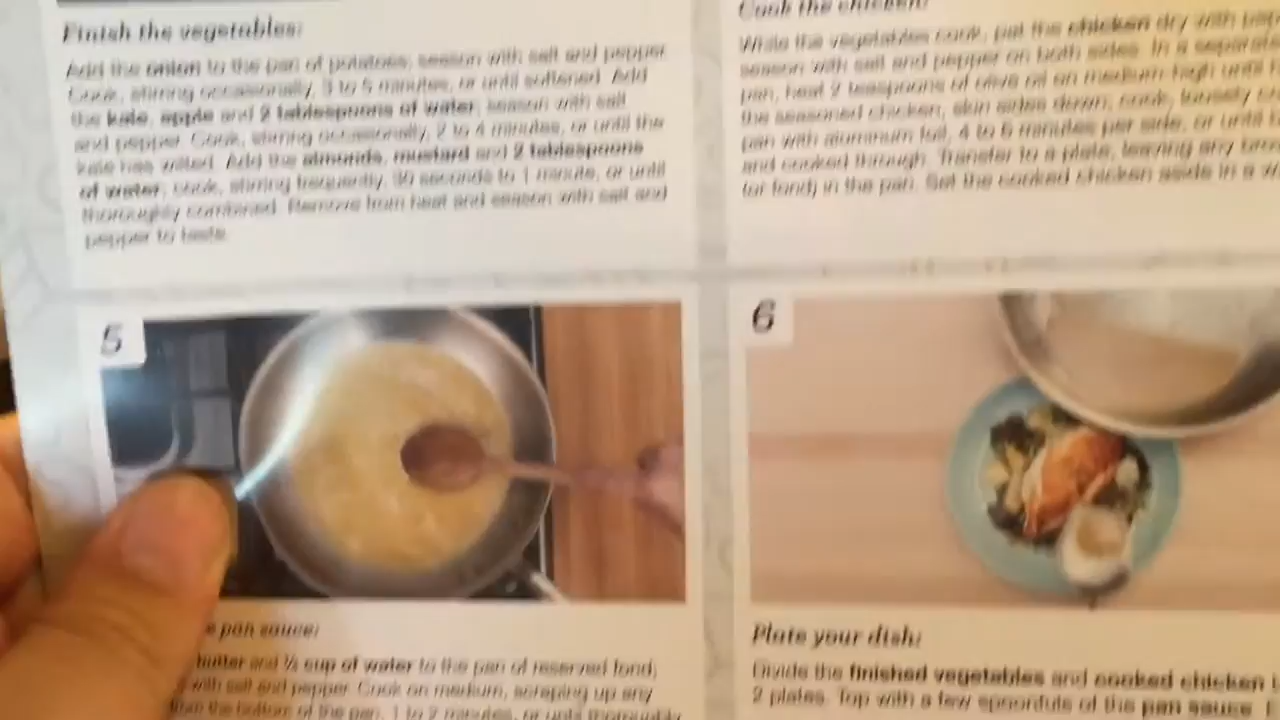 Finish the vegetables:
Add the onion to the pan of potatoes; season with salt and pepper.
Cook, stirring occasionally, 3 to 5 minutes, or until softened. Add
the kale, apple and 2 tablespoons of water; season with salt
and pepper. Cook, stirring occasionally, 2 to 4 minutes, or until the
kale has wilted. Add the almonds, mustard and 2 tablespoons
of water; cook, stirring frequently, 30 seconds to 1 minute, or until
thoroughly combined. Remove from heat and season with salt and
pepper to taste.
Cook the chicken:
While the vegetables cook, pat the chicken dry with
season with salt and pepper on both sides. In a separate
pan, heat 2 teaspoons of olive oil on medium-high until
the seasoned chicken, skin sides down; cook, loosely
pan with aluminum foil, 4 to 6 minutes per side, or until
and cooked through. Transfer to a plate, leaving any
(or fond) in the pan. Set the cooked chicken aside in a
5
pan sauce:
butter and ¼ cup of water to the pan of reserved fond;
with salt and pepper. Cook on medium, scraping up any
from the bottom of the pan, 1 to 2 minutes, or until thoroughly
6
Plate your dish:
Divide the finished vegetables and cooked chicken
2 plates. Top with a few spoonfuls of the pan sauce.